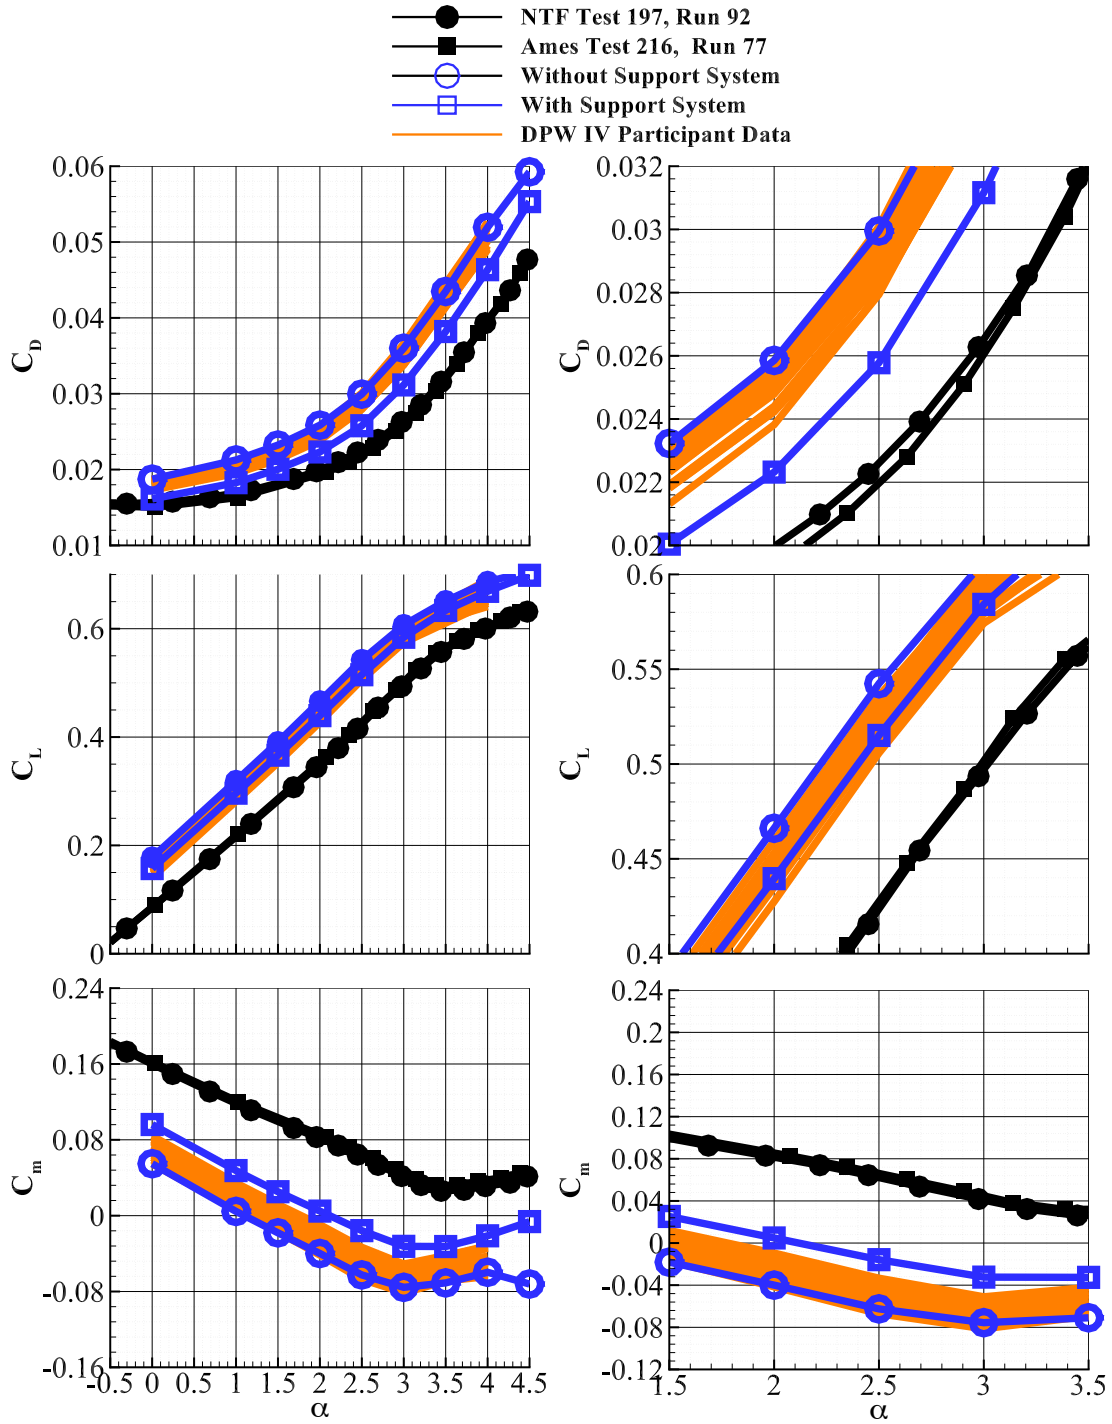 NTF Test 197, Run 92
Ames Test 216, Run 77
Without Support System
With Support System
DPW IV Participant Data
0.06
0.05
0.04
0.03
0.02
0.01
C_D
0.032
0.03
0.028
0.026
0.024
0.022
0.02
C_D
0.6
0.4
0.2
0
C_L
0.6
0.55
0.5
0.45
0.4
C_L
0.24
0.16
0.08
0
-0.08
-0.16
C_m
-0.5 0 0.5 1 1.5 2 2.5 3 3.5 4 4.5
α
0.24
0.2
0.16
0.12
0.08
0.04
0
-0.04
-0.08
-0.12
C_m
1.5 2 2.5 3 3.5
α